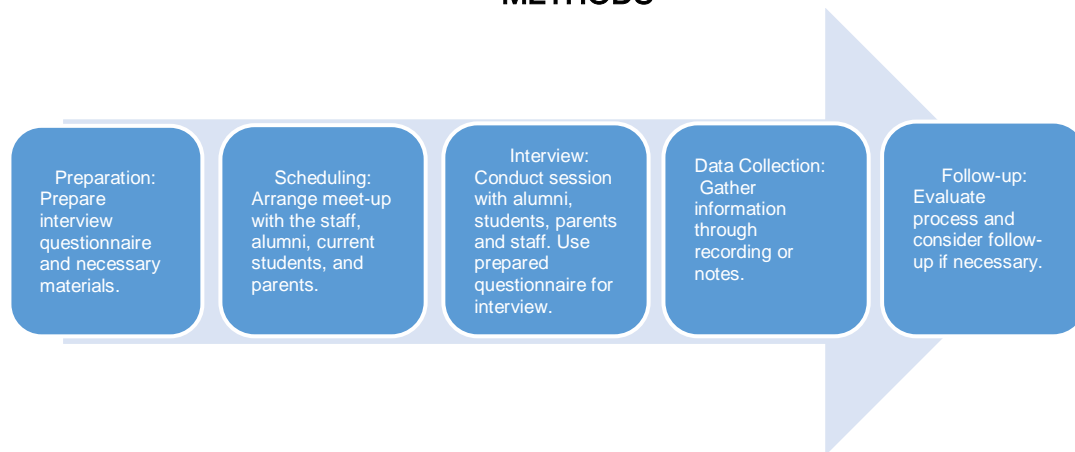 METHODS
Preparation:
Prepare
interview
questionnaire
and necessary
materials.
Scheduling:
Arrange meet-up
with the staff,
alumni, current
students, and
parents.
Interview:
Conduct session
with alumni,
students, parents
and staff. Use
prepared
questionnaire for
interview.
Data Collection:
Gather
information
through
recording or
notes.
Follow-up:
Evaluate
process and
consider follow-
up if necessary.